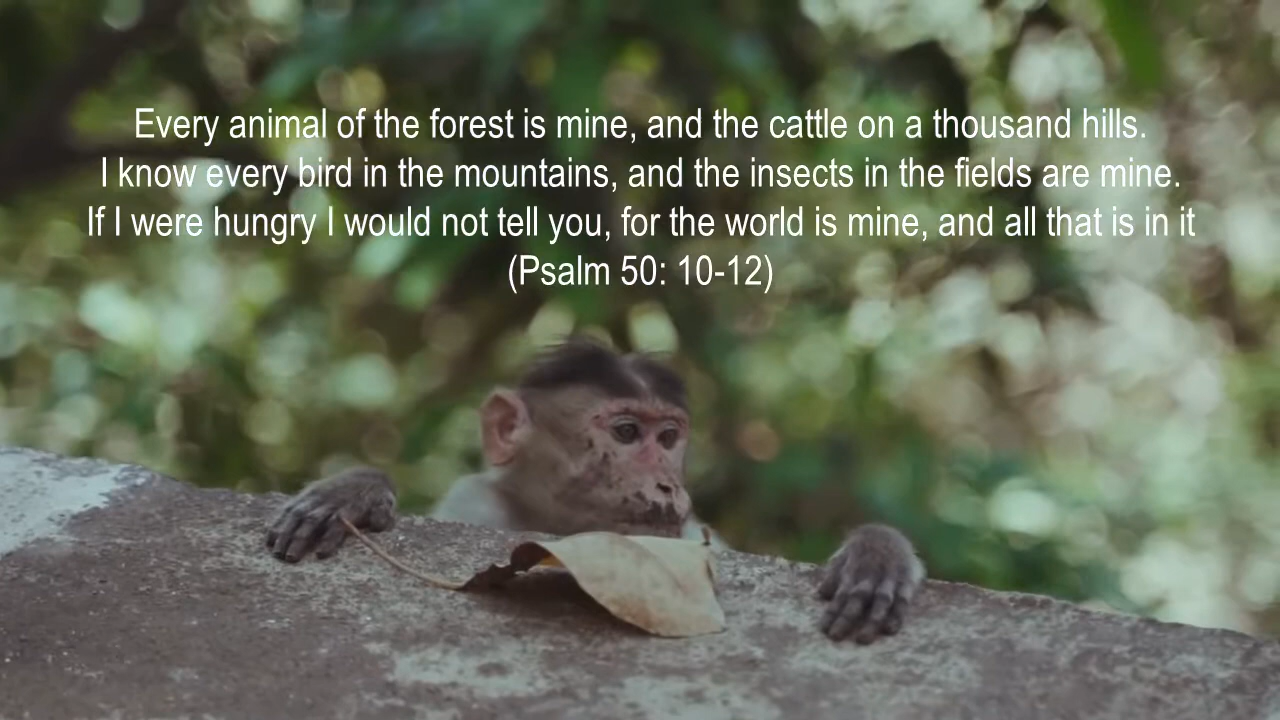 Every animal of the forest is mine, and the cattle on a thousand hills.
I know every bird in the mountains, and the insects in the fields are mine.
If I were hungry I would not tell you, for the world is mine, and all that is in it
(Psalm 50: 10-12)